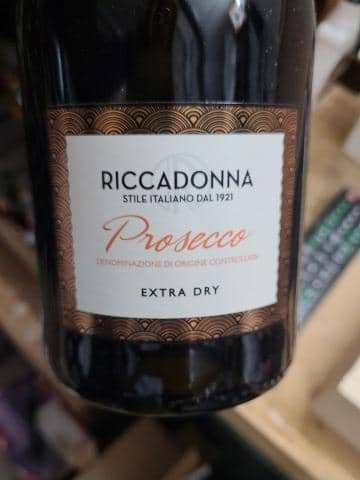 RICCADONNA
STILE ITALIANO DAL 1921
Prosecco
DENOMINAZIONE DI ORIGINE CONTROLLATA
EXTRA DRY